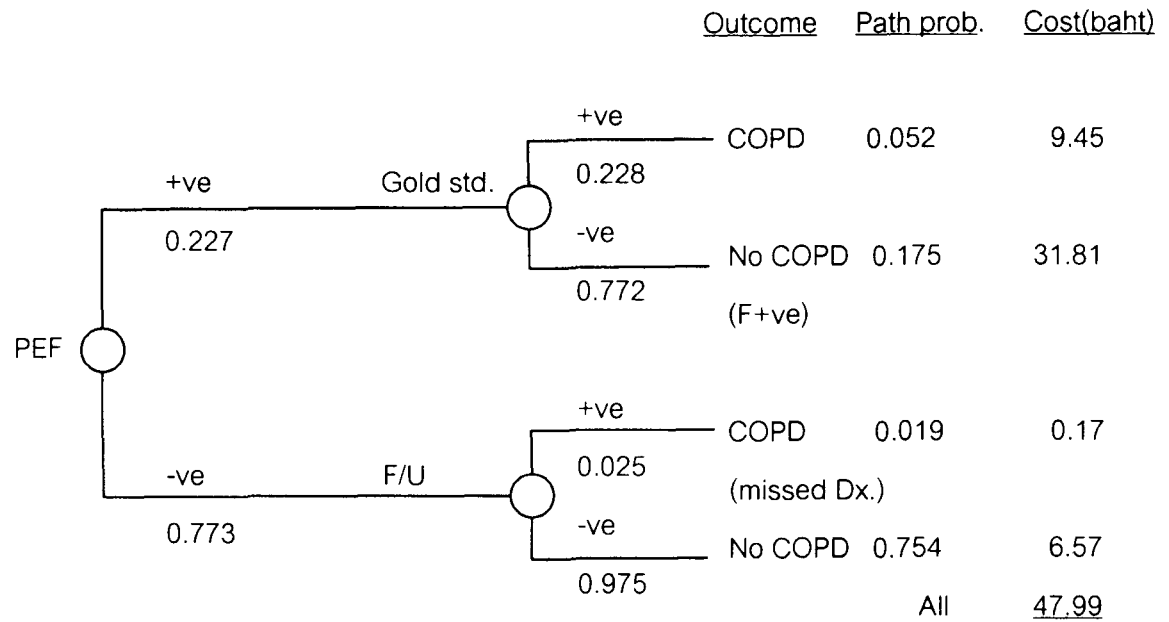 Outcome Path prob. Cost(baht)
+ve
COPD 0.052 9.45
+ve Gold std. 0.228
0.227 -ve
No COPD 0.175 31.81
0.772
(F+ve)
PEF
+ve
COPD 0.019 0.17
-ve F/U 0.025
(missed Dx.)
0.773 -ve
No COPD 0.754 6.57
0.975
All 47.99